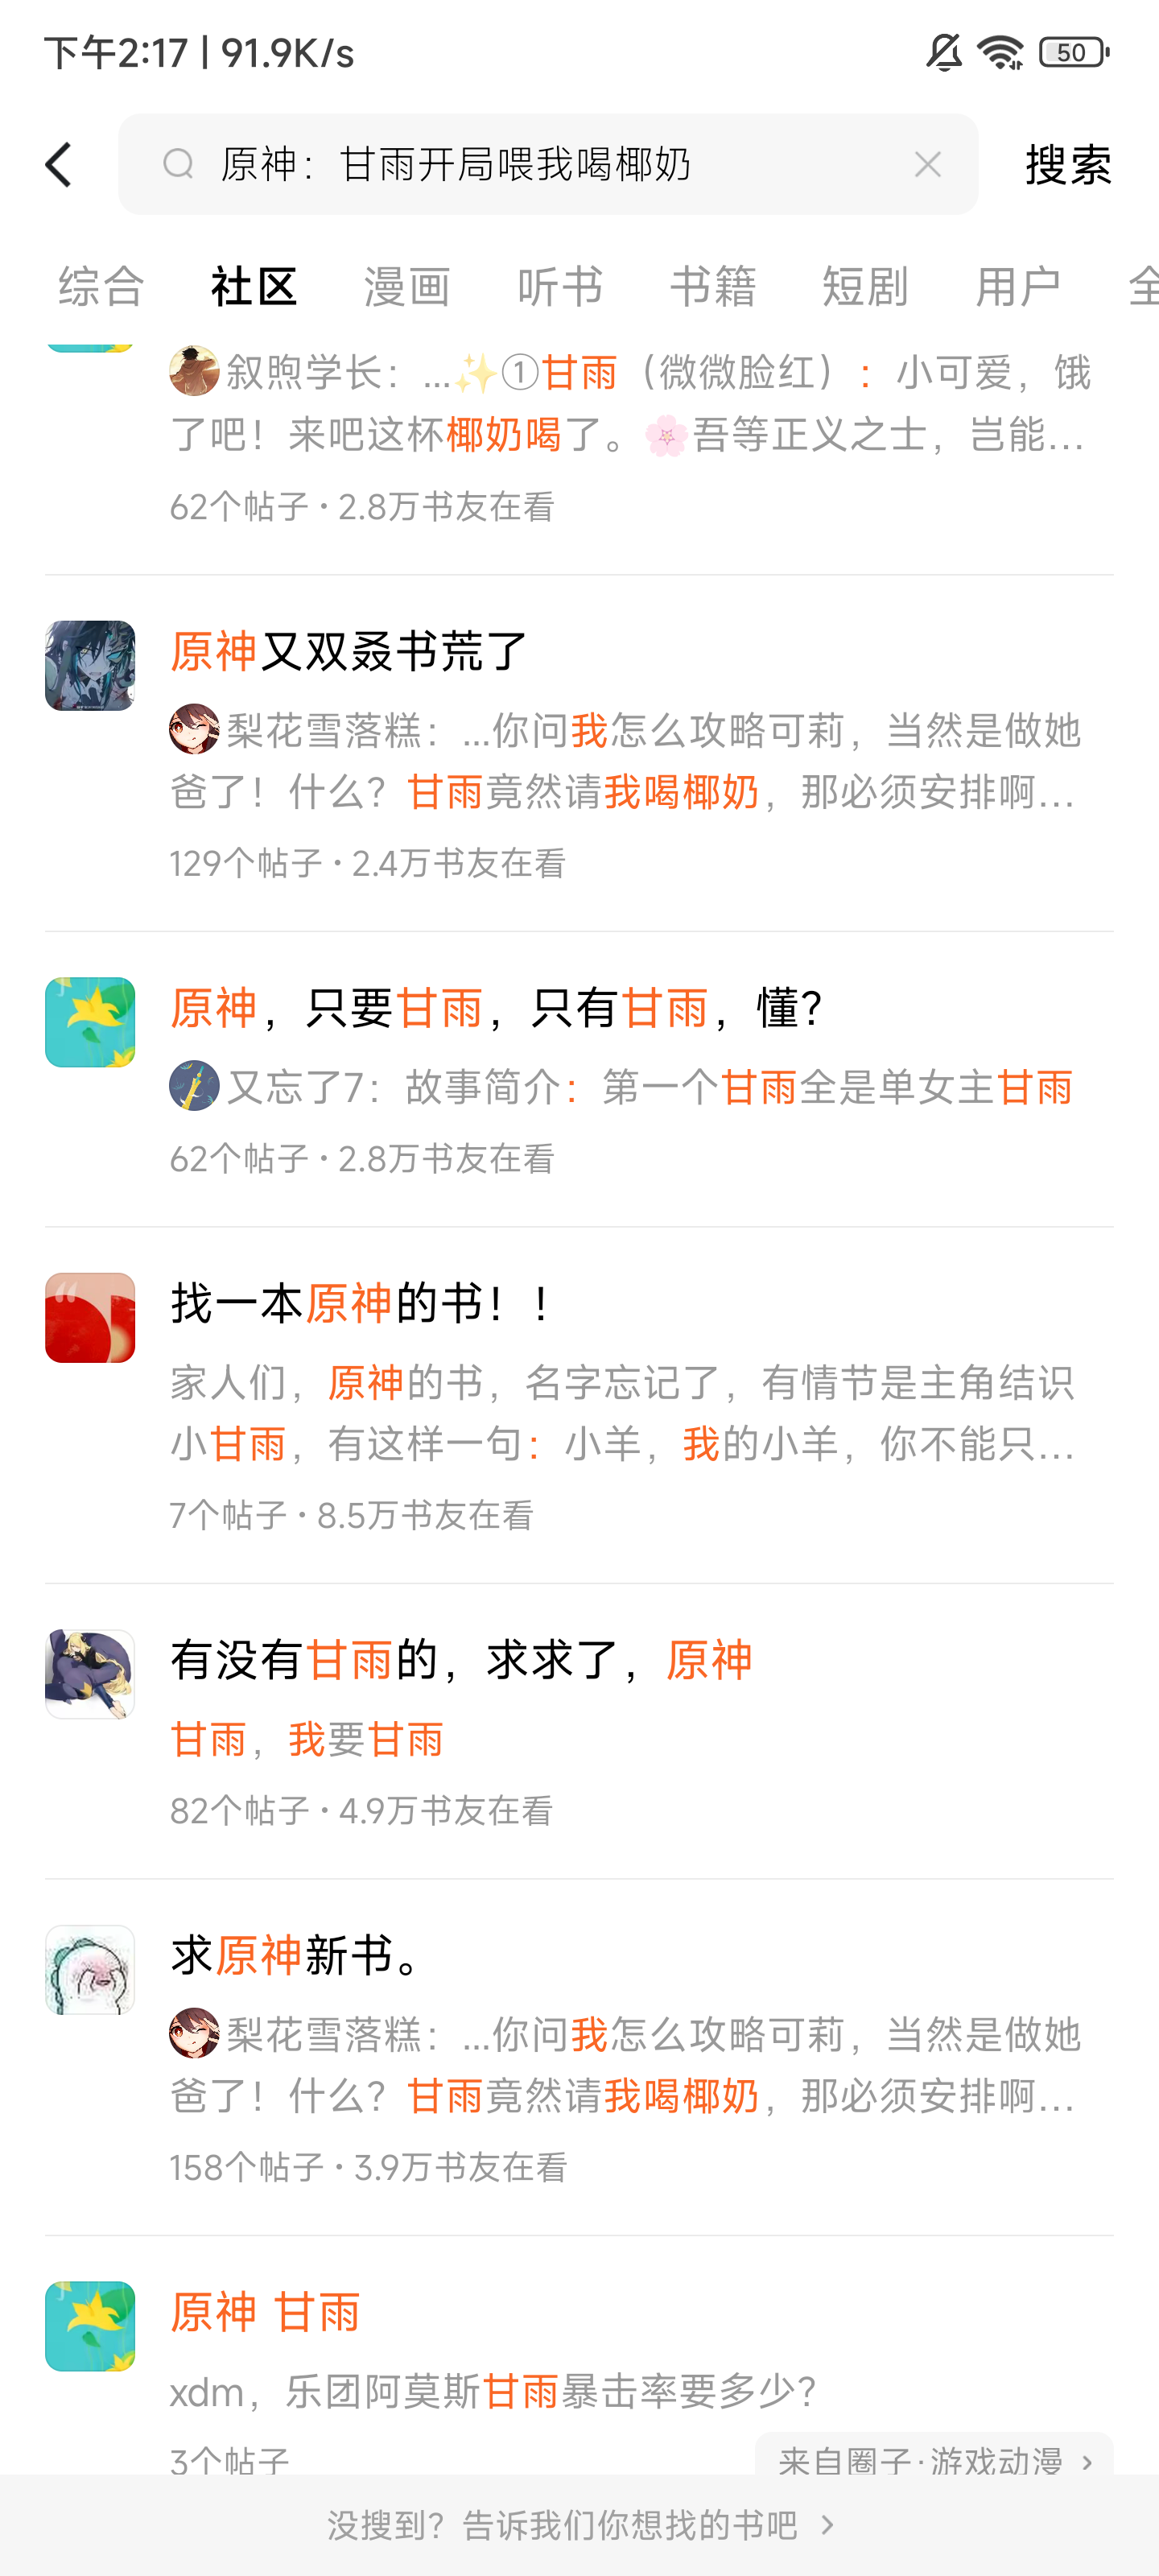 下午2:17 | 91.9K/s
50
原神：甘雨开局喂我喝椰奶
搜索
综合 社区 漫画 听书 书籍 短剧 用户 全
叙煦学长：...✨①甘雨（微微脸红）：小可爱，饿
了吧！来吧这杯椰奶喝了。🌸吾等正义之士，岂能...
62个帖子 · 2.8万书友在看
原神又双叒书荒了
梨花雪落糕：...你问我怎么攻略可莉，当然是做她
爸了！什么？甘雨竟然请我喝椰奶，那必须安排啊...
129个帖子 · 2.4万书友在看
原神，只要甘雨，只有甘雨，懂？
又忘了7：故事简介：第一个甘雨全是单女主甘雨
62个帖子 · 2.8万书友在看
找一本原神的书！！
家人们，原神的书，名字忘记了，有情节是主角结识
小甘雨，有这样一句：小羊，我的小羊，你不能只...
7个帖子 · 8.5万书友在看
有没有甘雨的，求求了，原神
甘雨，我要甘雨
82个帖子 · 4.9万书友在看
求原神新书。
梨花雪落糕：...你问我怎么攻略可莉，当然是做她
爸了！什么？甘雨竟然请我喝椰奶，那必须安排啊...
158个帖子 · 3.9万书友在看
原神 甘雨
xdm，乐团阿莫斯甘雨暴击率要多少？
3个帖子
来自圈子·游戏动漫 >
没搜到？告诉我们你想找的书吧 >